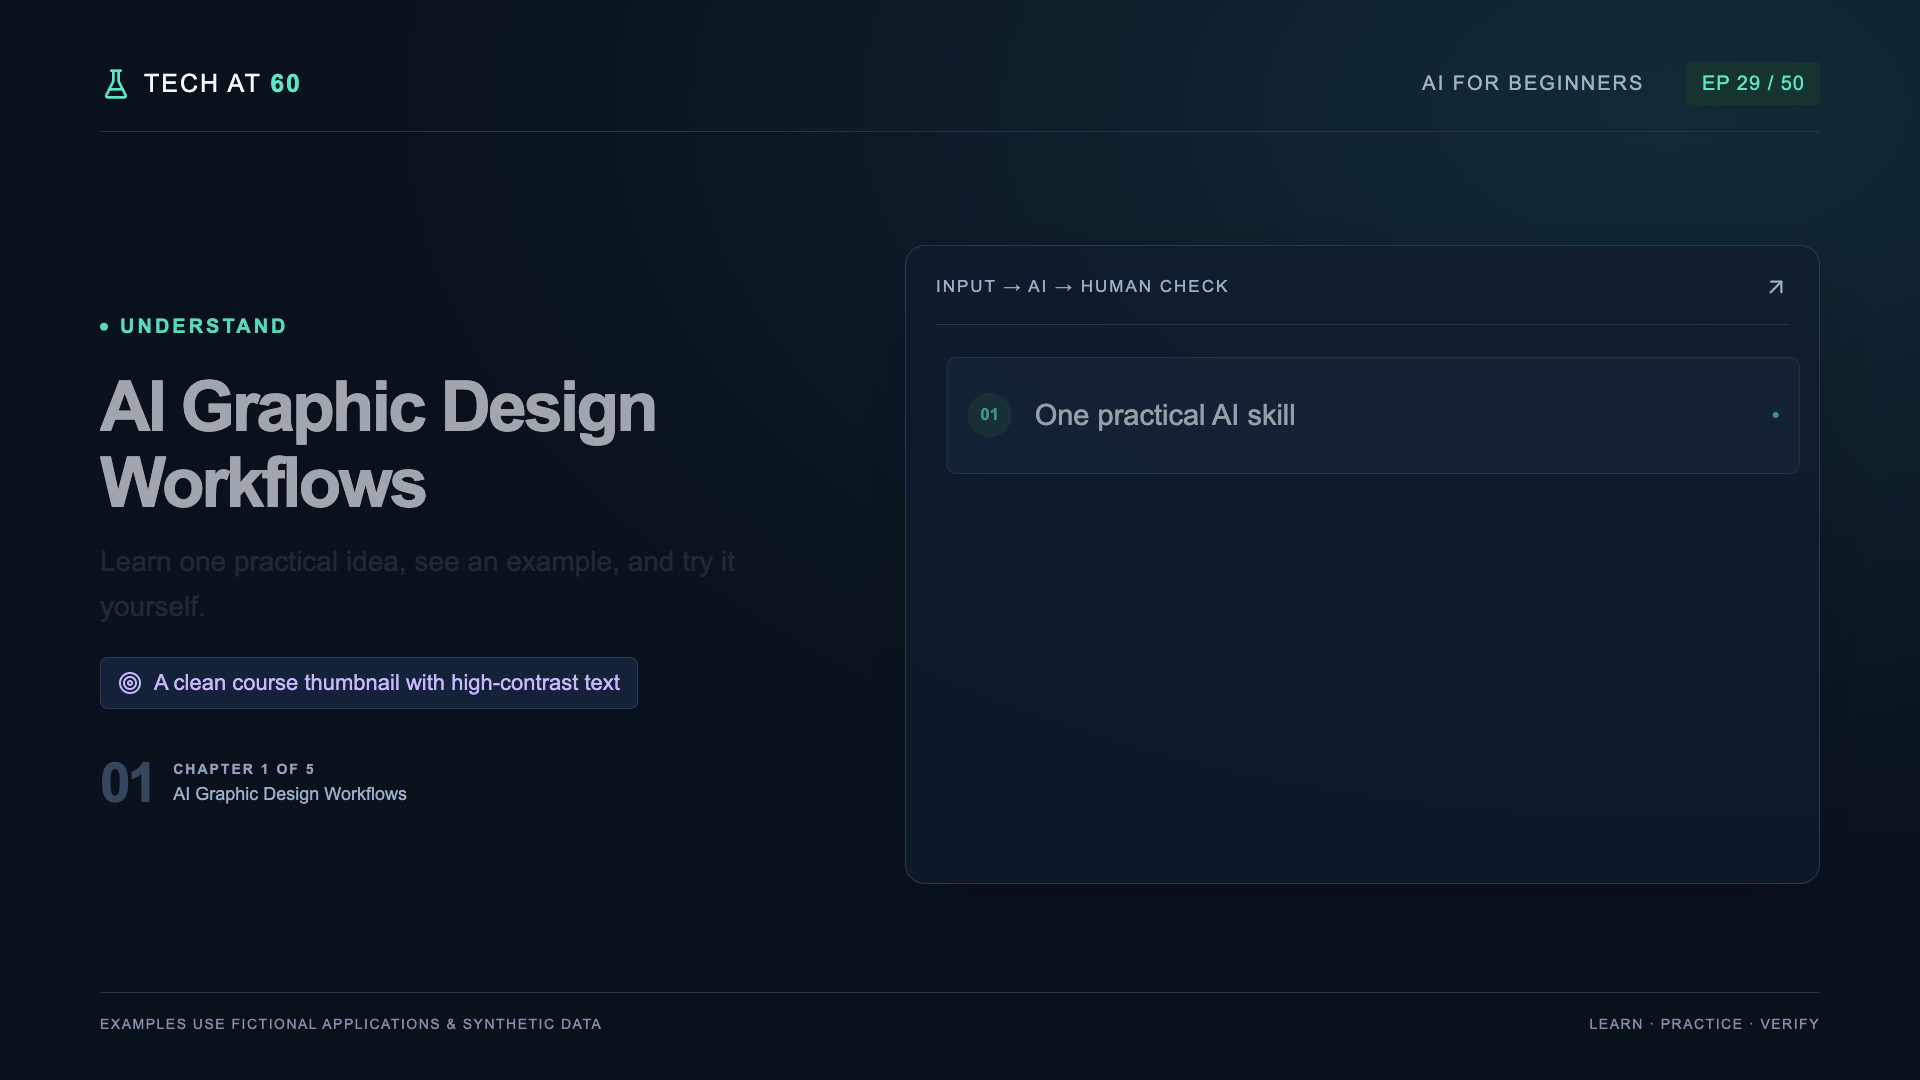 TECH AT 60
AI FOR BEGINNERS
EP 29 / 50
UNDERSTAND
AI Graphic Design
Workflows
Learn one practical idea, see an example, and try it
yourself.
A clean course thumbnail with high-contrast text
01
CHAPTER 1 OF 5
AI Graphic Design Workflows
INPUT → AI → HUMAN CHECK
01
One practical AI skill
EXAMPLES USE FICTIONAL APPLICATIONS & SYNTHETIC DATA
LEARN · PRACTICE · VERIFY